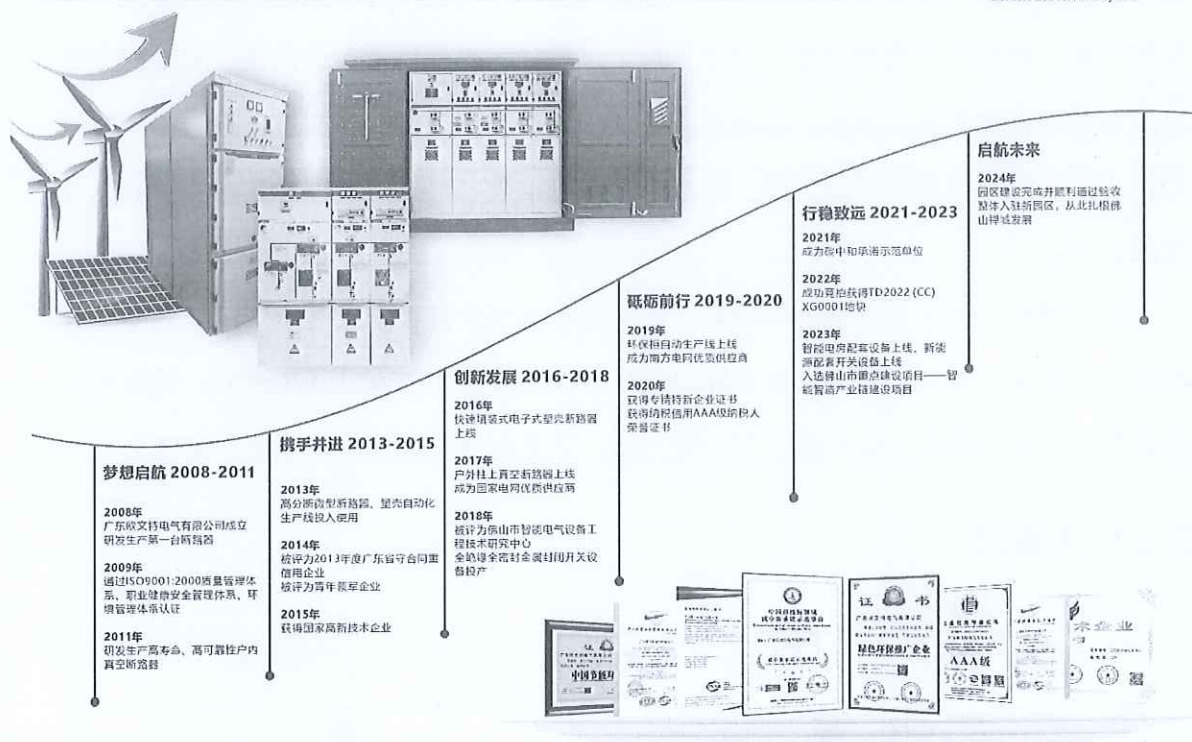 梦想启航 2008-2011
2008年
广东欧文特电气有限公司成立
研发生产第一台断路器
2009年
通过ISO9001:2000质量管理体
系、职业健康安全管理体系、环
境管理体系认证
2011年
研发生产高寿命、高可靠性户内
真空断路器
携手并进 2013-2015
2013年
高分断微型断路器、塑壳自动化
生产线投入使用
2014年
被评为2013年度广东省守合同重
信用企业
被评为青年领军企业
2015年
获得国家高新技术企业
创新发展 2016-2018
2016年
快速填装式电子式塑壳断路器
上线
2017年
户外柱上真空断路器上线
成为国家电网优质供应商
2018年
被评为佛山市智能电气设备工
程技术研究中心
全绝缘全密封金属封闭开关设
备投产
砥砺前行 2019-2020
2019年
环保柜自动生产线上线
成为南方电网优质供应商
2020年
获得专精特新企业证书
获得纳税信用AAA级纳税人
荣誉证书
行稳致远 2021-2023
2021年
成为碳中和承诺示范单位
2022年
成功竞拍获得TD2022 (CC)
XG0001地块
2023年
智能电房配套设备上线、新能
源配套开关设备上线
入选佛山市重点建设项目——智
能智造产业链建设项目
启航未来
2024年
园区建设完成并顺利通过验收
整体入驻新园区，从此扎根佛
山禅城发展
证书
绿色环保推广企业
AAA级
术企业